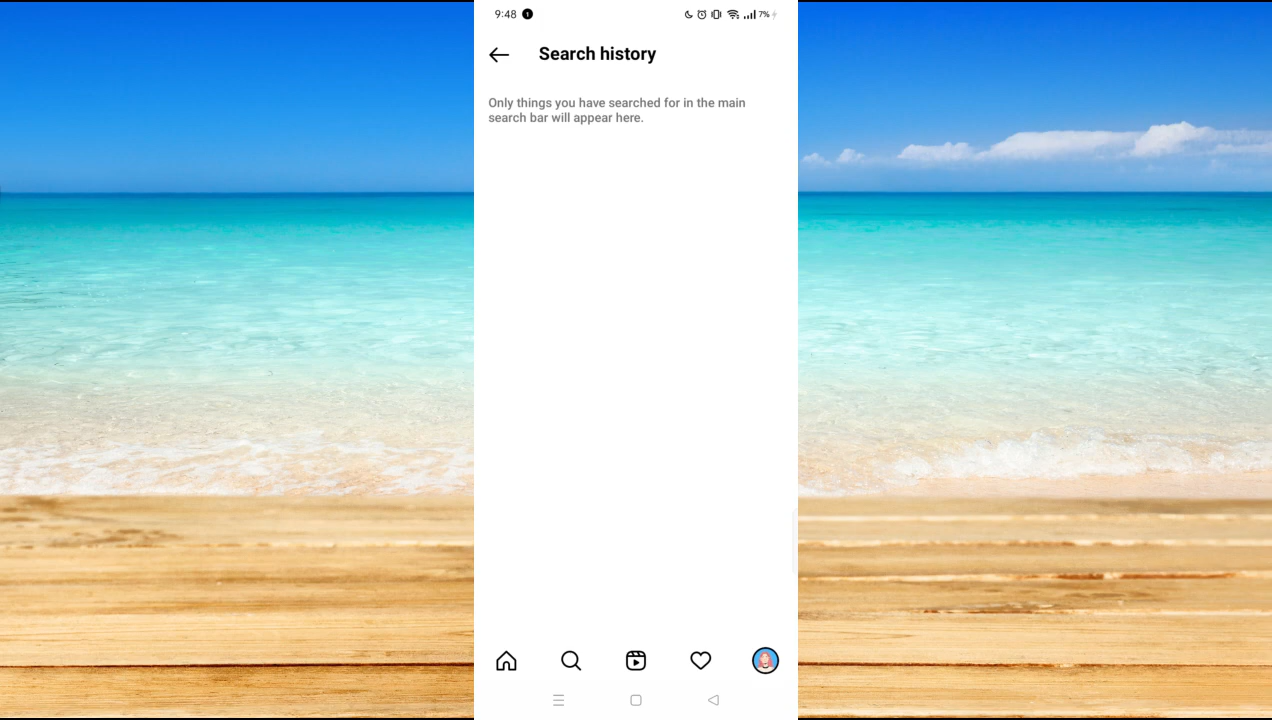 9:48 1 7%
Search history
Only things you have searched for in the main
search bar will appear here.